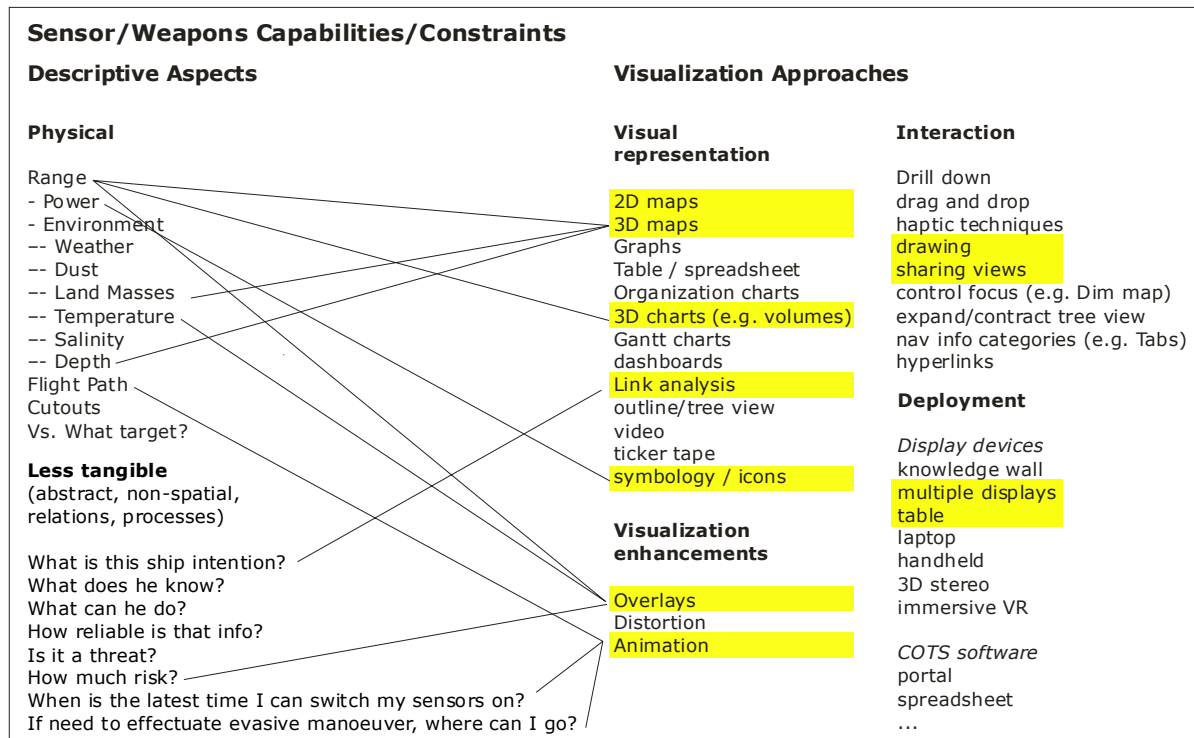 Sensor/Weapons Capabilities/Constraints
Descriptive Aspects
Physical
Range
- Power
- Environment
-- Weather
-- Dust
-- Land Masses
-- Temperature
-- Salinity
-- Depth
Flight Path
Cutouts
Vs. What target?
Less tangible
(abstract, non-spatial,
relations, processes)
What is this ship intention?
What does he know?
What can he do?
How reliable is that info?
Is it a threat?
How much risk?
When is the latest time I can switch my sensors on?
If need to effectuate evasive manoeuver, where can I go?
Visualization Approaches
Visual
representation
2D maps
3D maps
Graphs
Table / spreadsheet
Organization charts
3D charts (e.g. volumes)
Gantt charts
dashboards
Link analysis
outline/tree view
video
ticker tape
symbology / icons
Visualization
enhancements
Overlays
Distortion
Animation
Interaction
Drill down
drag and drop
haptic techniques
drawing
sharing views
control focus (e.g. Dim map)
expand/contract tree view
nav info categories (e.g. Tabs)
hyperlinks
Deployment
Display devices
knowledge wall
multiple displays
table
laptop
handheld
3D stereo
immersive VR
COTS software
portal
spreadsheet
...